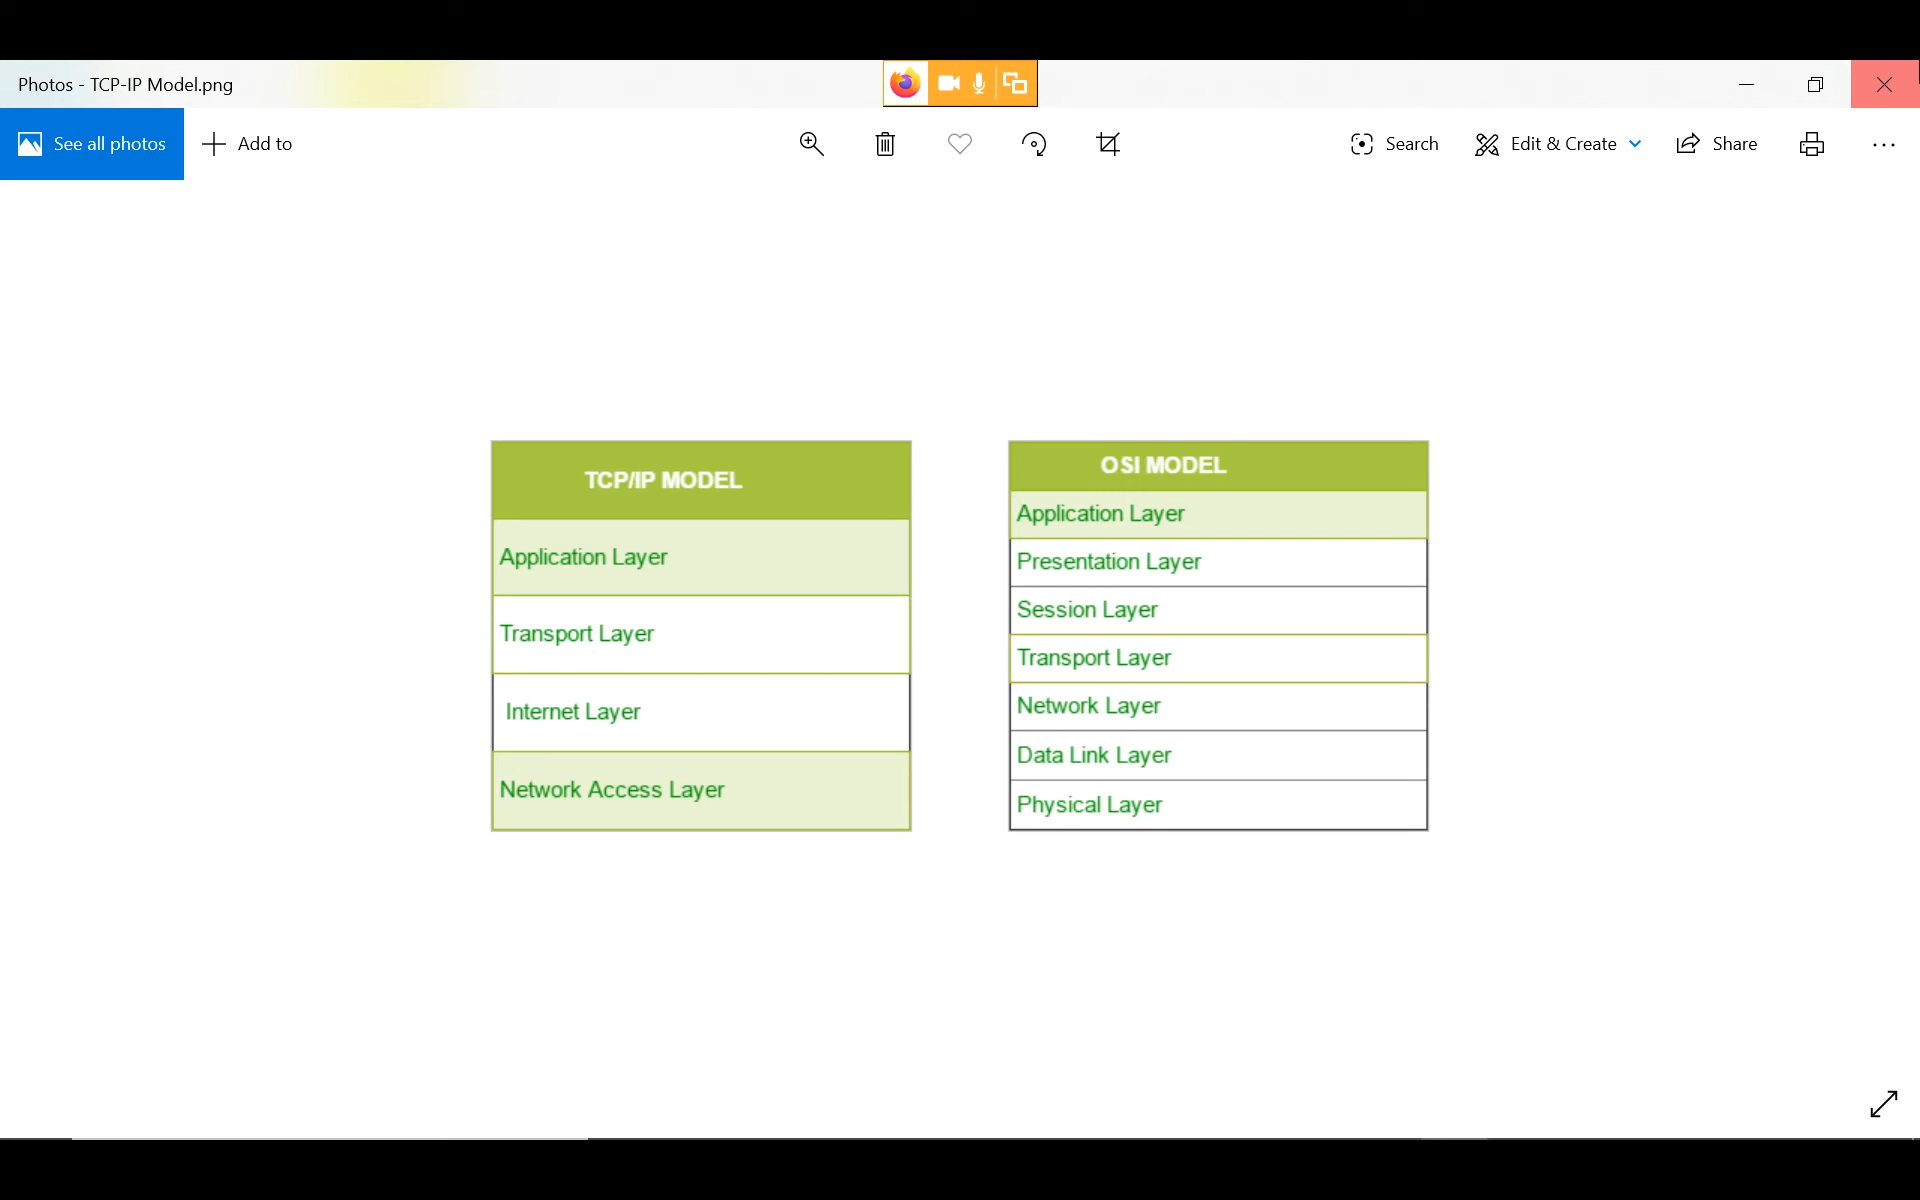 Photos - TCP-IP Model.png
See all photos
Add to
Search
Edit & Create
Share
TCP/IP MODEL
Application Layer
Transport Layer
Internet Layer
Network Access Layer
OSI MODEL
Application Layer
Presentation Layer
Session Layer
Transport Layer
Network Layer
Data Link Layer
Physical Layer